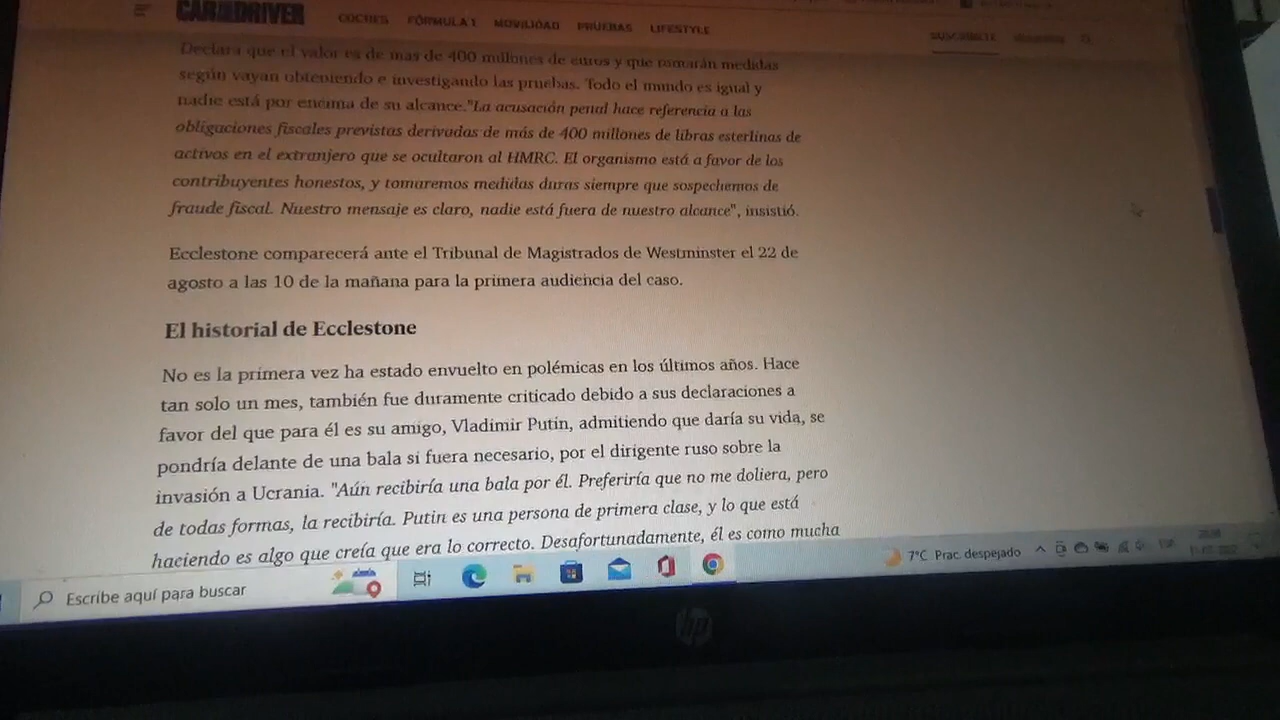 CAR AND DRIVER
COCHES FÓRMULA 1 MOVILIDAD PRUEBAS LIFESTYLE
SUSCRÍBETE
Declara que el valor es de más de 400 millones de euros y que tomarán medidas
según vayan obteniendo e investigando las pruebas. Todo el mundo es igual y
nadie está por encima de su alcance."La acusación penal hace referencia a las
obligaciones fiscales previstas derivadas de más de 400 millones de libras esterlinas de
activos en el extranjero que se ocultaron al HMRC. El organismo está a favor de los
contribuyentes honestos, y tomaremos medidas duras siempre que sospechemos de
fraude fiscal. Nuestro mensaje es claro, nadie está fuera de nuestro alcance", insistió.
Ecclestone comparecerá ante el Tribunal de Magistrados de Westminster el 22 de
agosto a las 10 de la mañana para la primera audiencia del caso.
El historial de Ecclestone
No es la primera vez ha estado envuelto en polémicas en los últimos años. Hace
tan solo un mes, también fue duramente criticado debido a sus declaraciones a
favor del que para él es su amigo, Vladimir Putin, admitiendo que daría su vida, se
pondría delante de una bala si fuera necesario, por el dirigente ruso sobre la
invasión a Ucrania. "Aún recibiría una bala por él. Preferiría que no me doliera, pero
de todas formas, la recibiría. Putin es una persona de primera clase, y lo que está
haciendo es algo que creía que era lo correcto. Desafortunadamente, él es como mucha
Escribe aquí para buscar
7°C Prac. despejado
hp